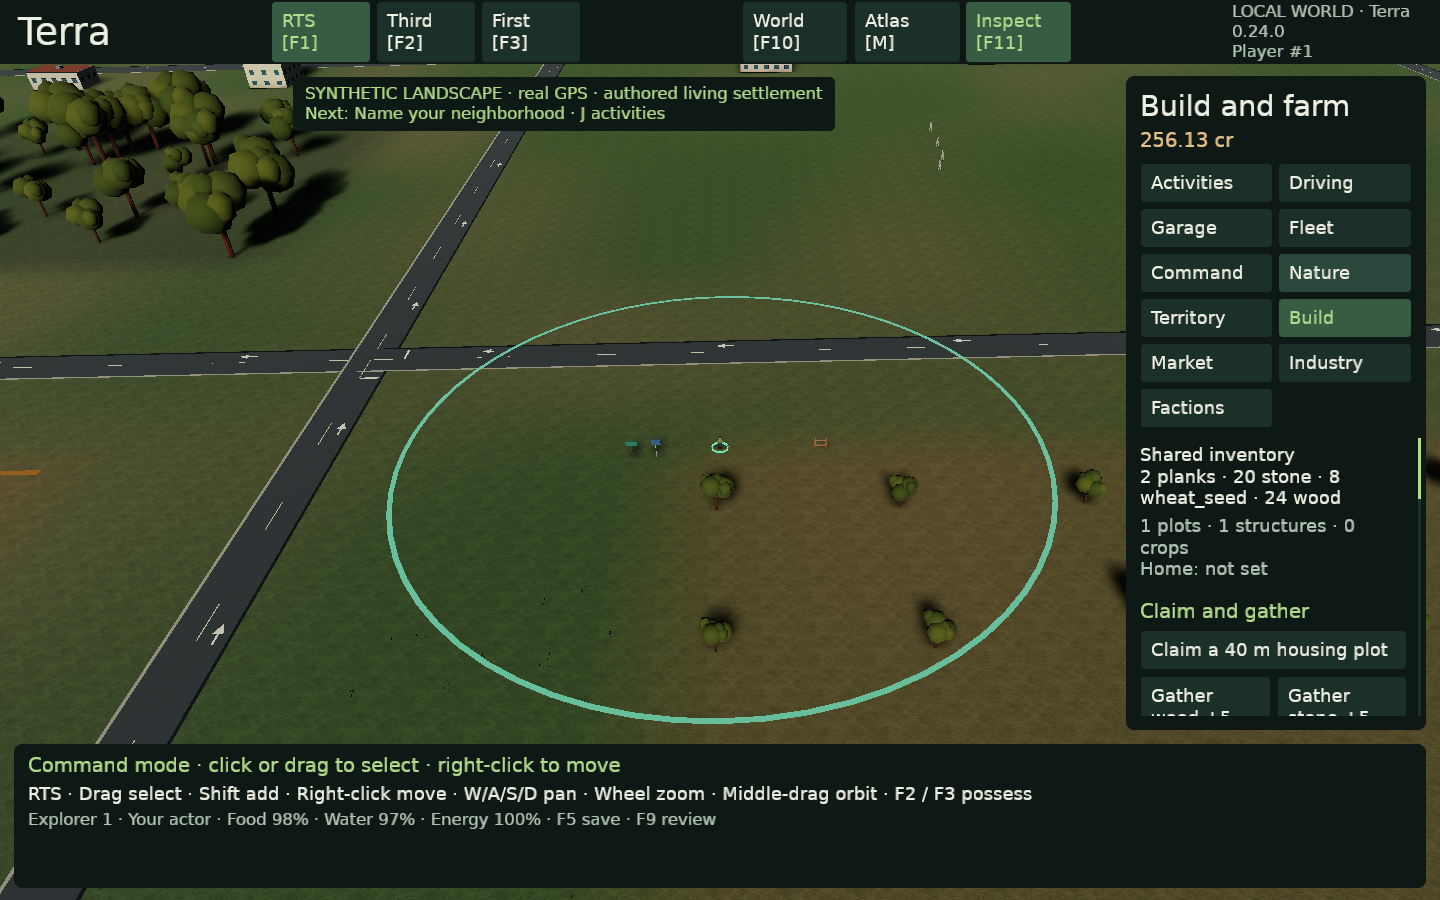 Terra
RTS
[F1]
Third
[F2]
First
[F3]
World
[F10]
Atlas
[M]
Inspect
[F11]
LOCAL WORLD · Terra
0.24.0
Player #1
SYNTHETIC LANDSCAPE · real GPS · authored living settlement
Next: Name your neighborhood · J activities
Build and farm
256.13 cr
Activities
Driving
Garage
Fleet
Command
Nature
Territory
Build
Market
Industry
Factions
Shared inventory
2 planks · 20 stone · 8
wheat_seed · 24 wood
1 plots · 1 structures · 0
crops
Home: not set
Claim and gather
Claim a 40 m housing plot
Gather
Gather
Command mode · click or drag to select · right-click to move
RTS · Drag select · Shift add · Right-click move · W/A/S/D pan · Wheel zoom · Middle-drag orbit · F2 / F3 possess
Explorer 1 · Your actor · Food 98% · Water 97% · Energy 100% · F5 save · F9 review